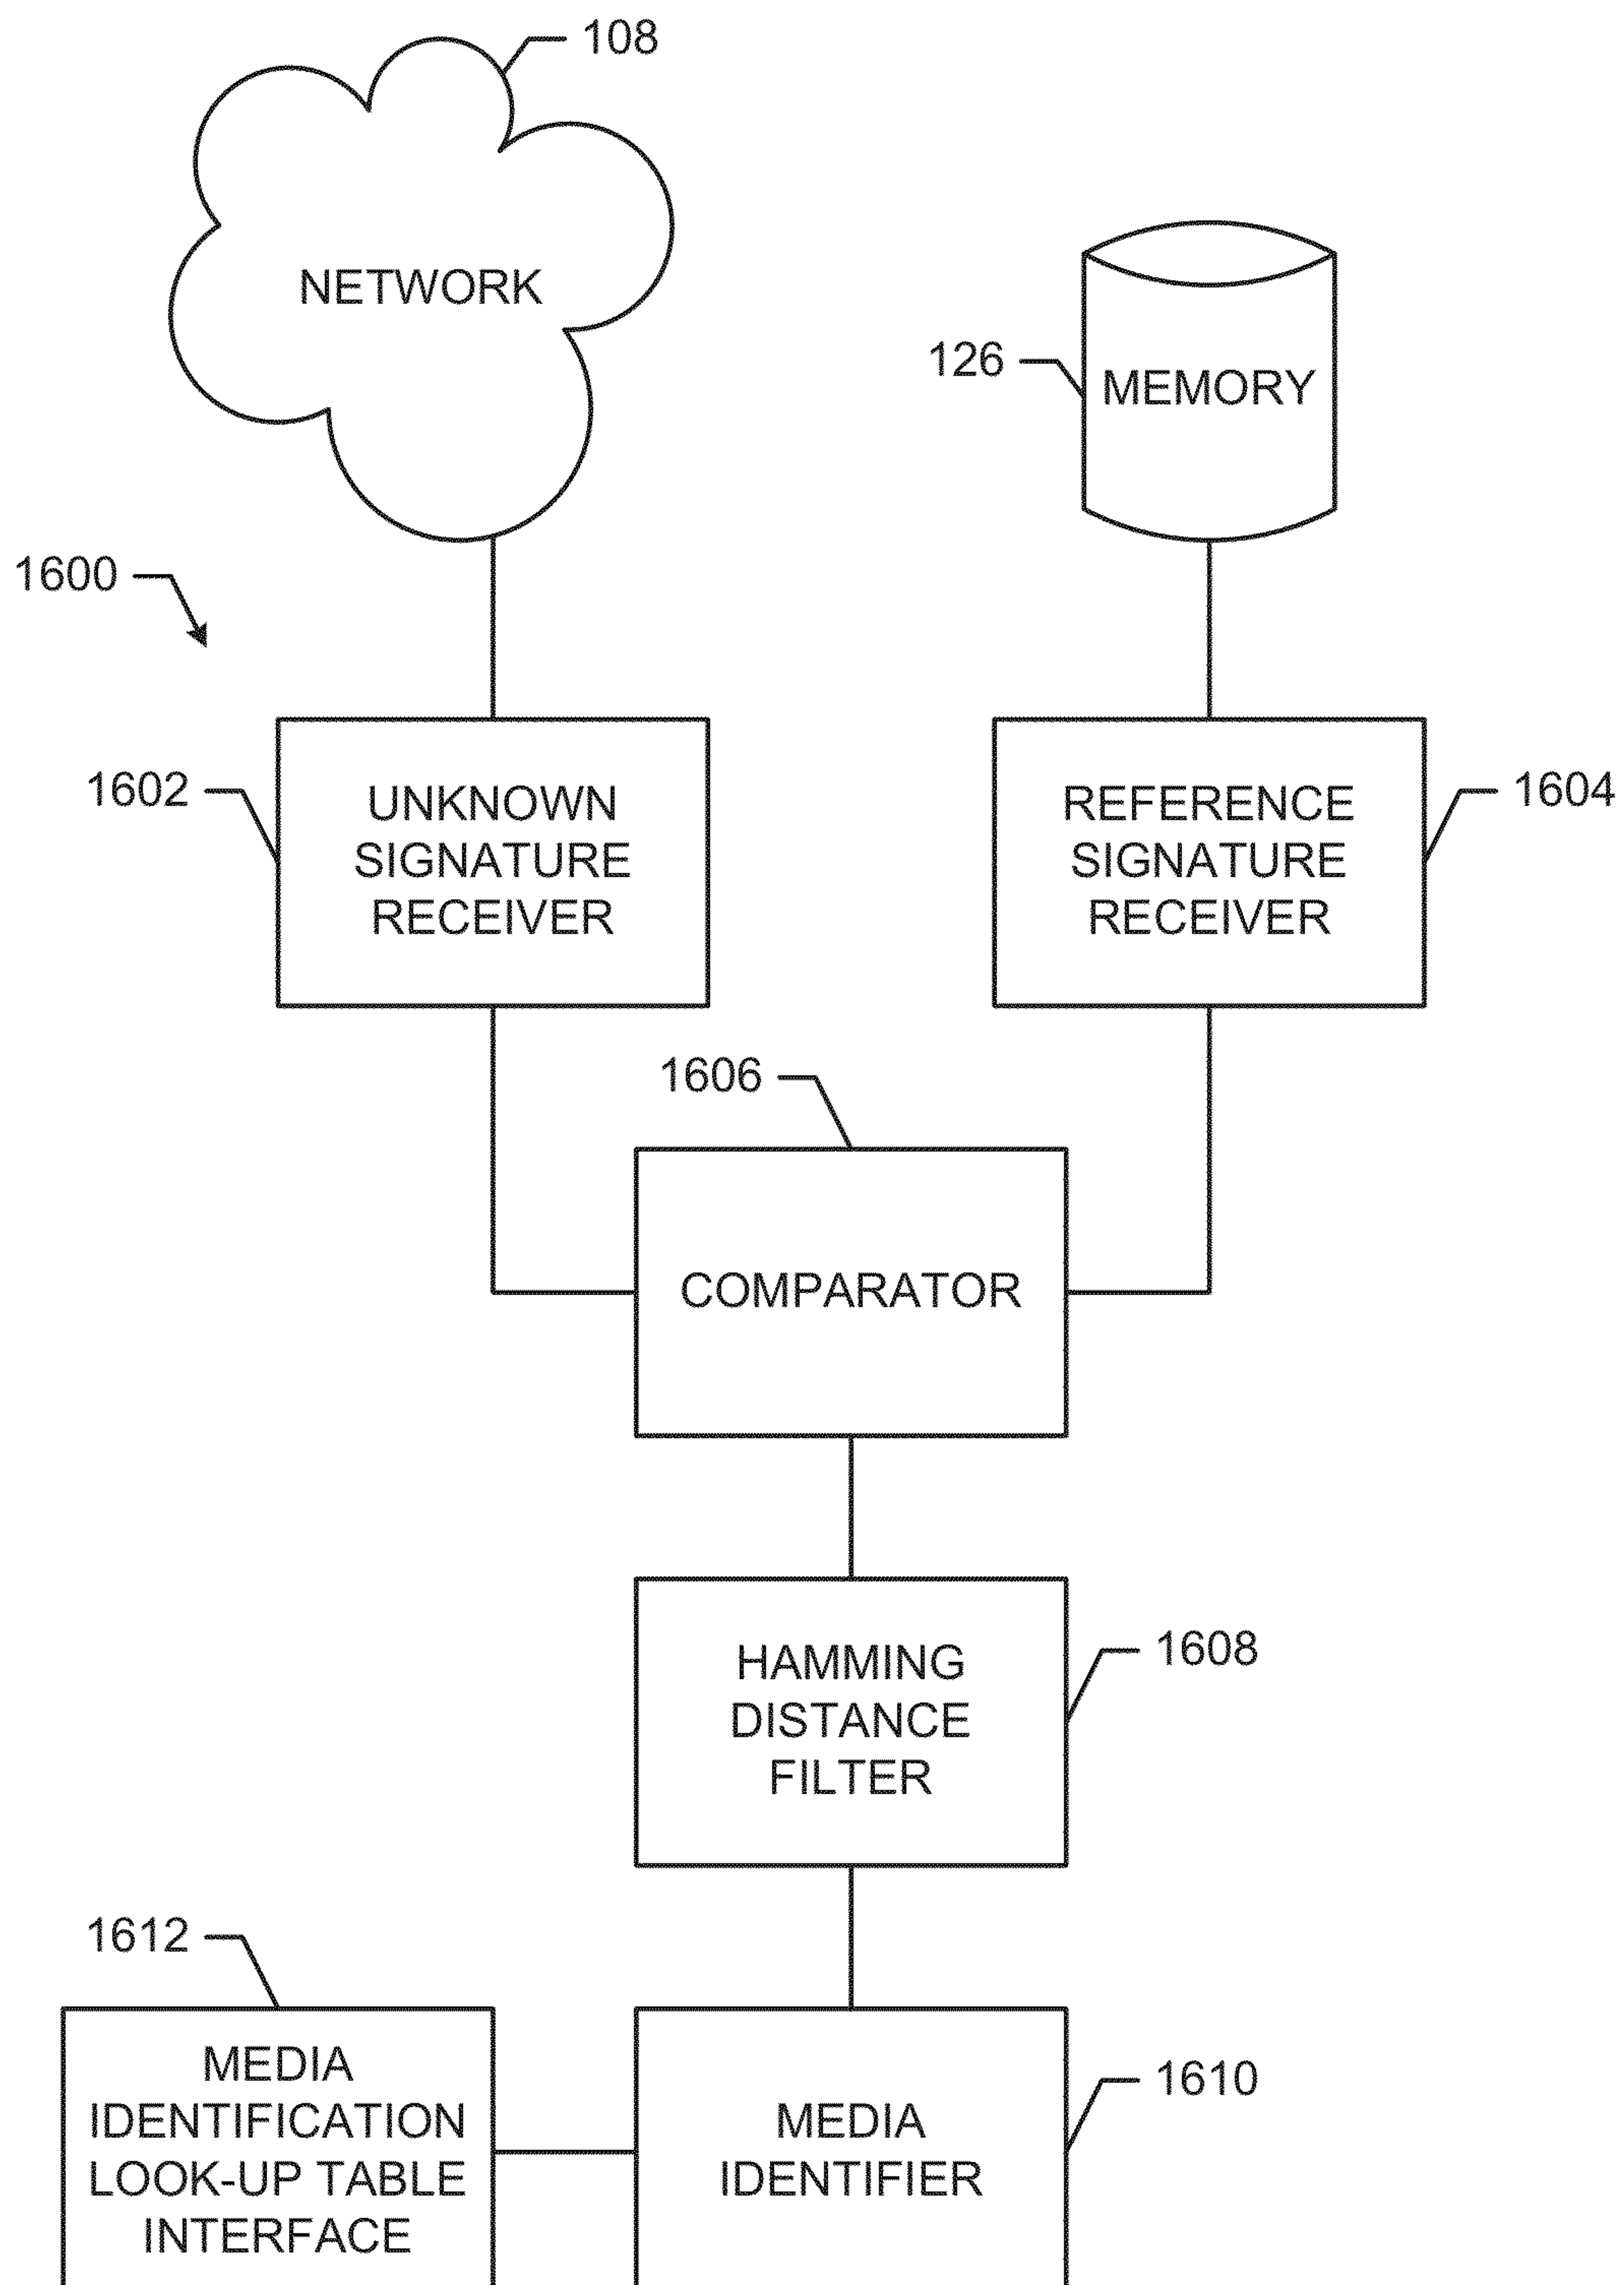 108
NETWORK
126
MEMORY
1600
1602
UNKNOWN
SIGNATURE
RECEIVER
REFERENCE
SIGNATURE
RECEIVER
1604
1606
COMPARATOR
HAMMING
DISTANCE
FILTER
1608
1612
MEDIA
IDENTIFICATION
LOOK-UP TABLE
INTERFACE
MEDIA
IDENTIFIER
1610